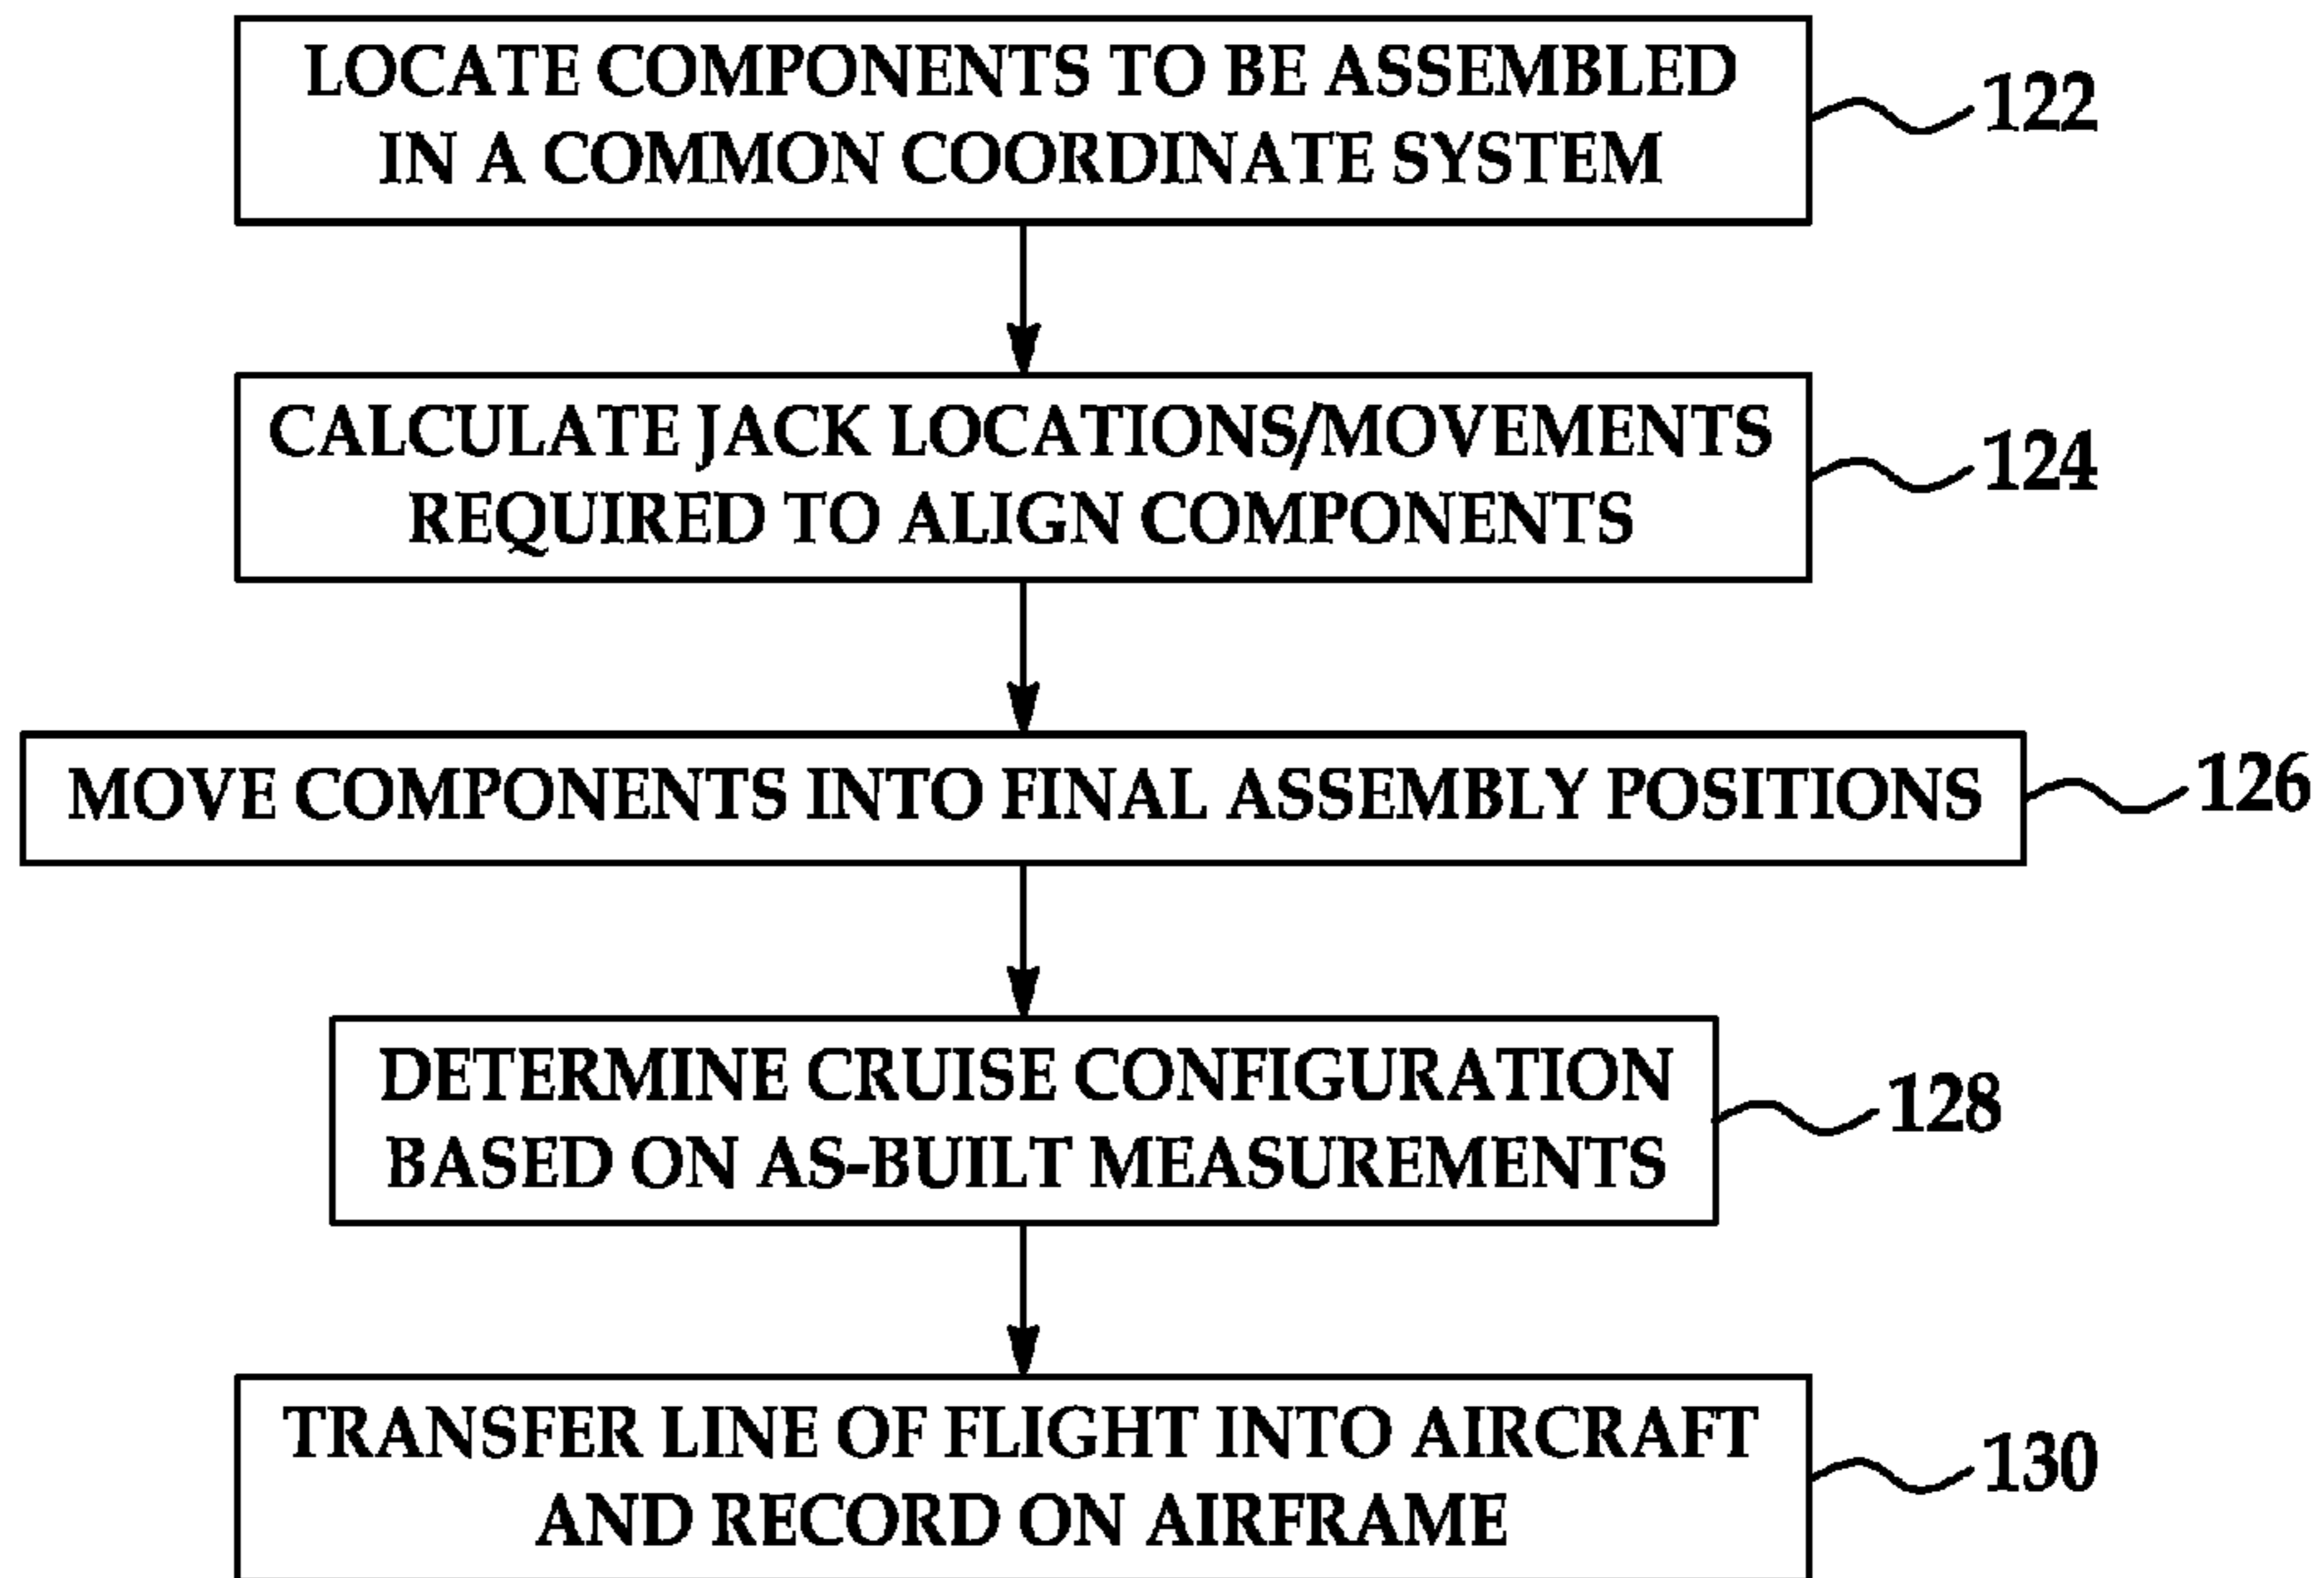 LOCATE COMPONENTS TO BE ASSEMBLED
IN A COMMON COORDINATE SYSTEM
122
CALCULATE JACK LOCATIONS/MOVEMENTS
REQUIRED TO ALIGN COMPONENTS
124
MOVE COMPONENTS INTO FINAL ASSEMBLY POSITIONS
126
DETERMINE CRUISE CONFIGURATION
BASED ON AS-BUILT MEASUREMENTS
128
TRANSFER LINE OF FLIGHT INTO AIRCRAFT
AND RECORD ON AIRFRAME
130